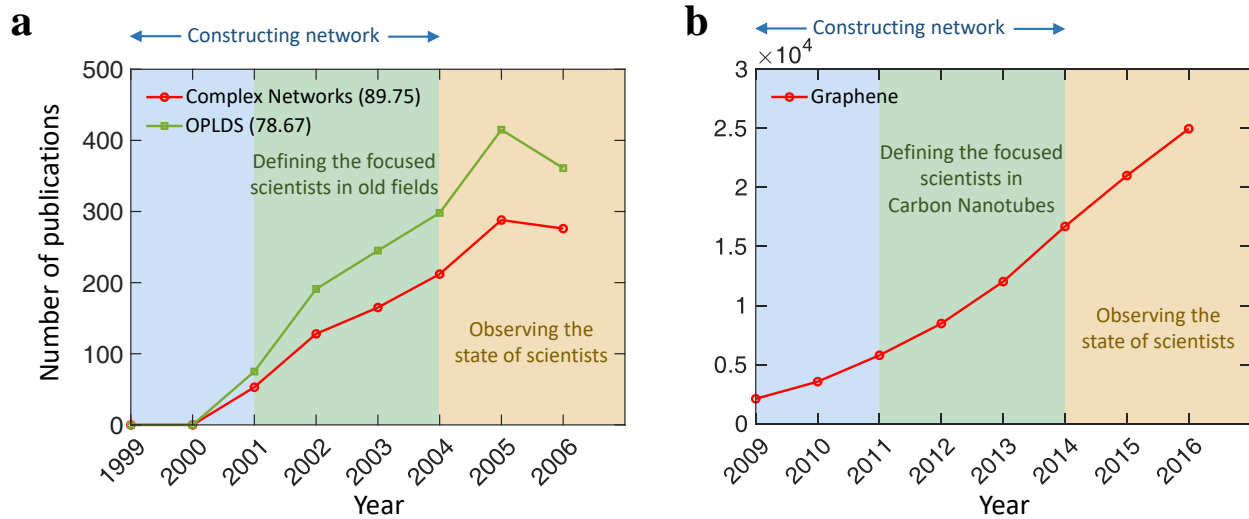 a
Constructing network
500
400
300
200
100
0
Number of publications
Complex Networks (89.75)
OPLDS (78.67)
Defining the focused
scientists in old fields
Observing the
state of scientists
1999
2000
2001
2002
2003
2004
2005
2006
Year
b
Constructing network
×10⁴
3
2.5
2
1.5
1
0.5
0
Graphene
Defining the focused
scientists in
Carbon Nanotubes
Observing the
state of scientists
2009
2010
2011
2012
2013
2014
2015
2016
Year